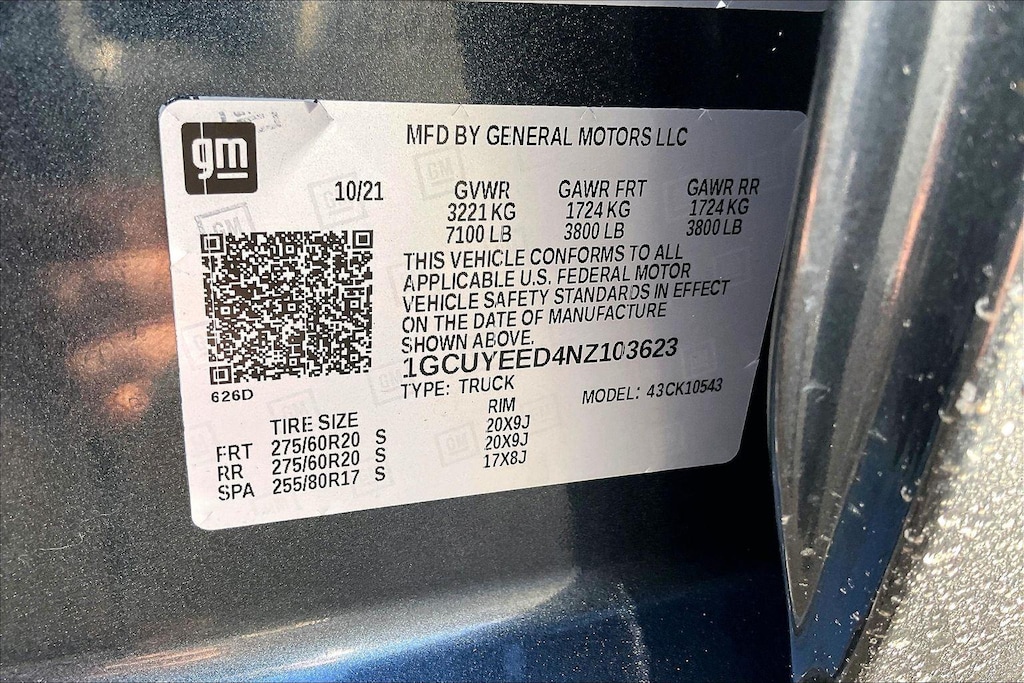 gm
MFD BY GENERAL MOTORS LLC
10/21 GVWR GAWR FRT GAWR RR
3221 KG 1724 KG 1724 KG
7100 LB 3800 LB 3800 LB
THIS VEHICLE CONFORMS TO ALL
APPLICABLE U.S. FEDERAL MOTOR
VEHICLE SAFETY STANDARDS IN EFFECT
ON THE DATE OF MANUFACTURE
SHOWN ABOVE.
1GCUYEED4NZ103623
626D
TYPE: TRUCK MODEL: 43CK10543
TIRE SIZE RIM
FRT 275/60R20 S 20X9J
RR 275/60R20 S 20X9J
SPA 255/80R17 S 17X8J